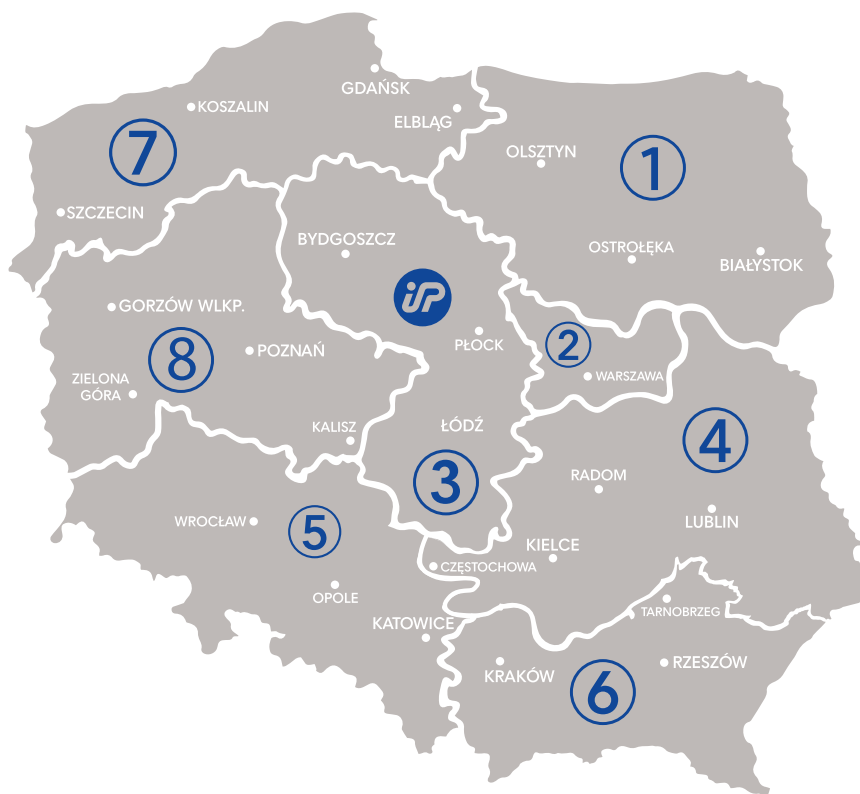 GDAŃSK
KOSZALIN
ELBLĄG
7
OLSZTYN
1
SZCZECIN
BYDGOSZCZ
OSTROŁĘKA
BIAŁYSTOK
iSP
GORZÓW WLKP.
PŁOCK
2
8
POZNAŃ
WARSZAWA
ZIELONA
GÓRA
KALISZ
ŁÓDŹ
4
3
RADOM
WROCŁAW
5
LUBLIN
KIELCE
CZĘSTOCHOWA
OPOLE
TARNOBRZEG
KATOWICE
KRAKÓW
RZESZÓW
6